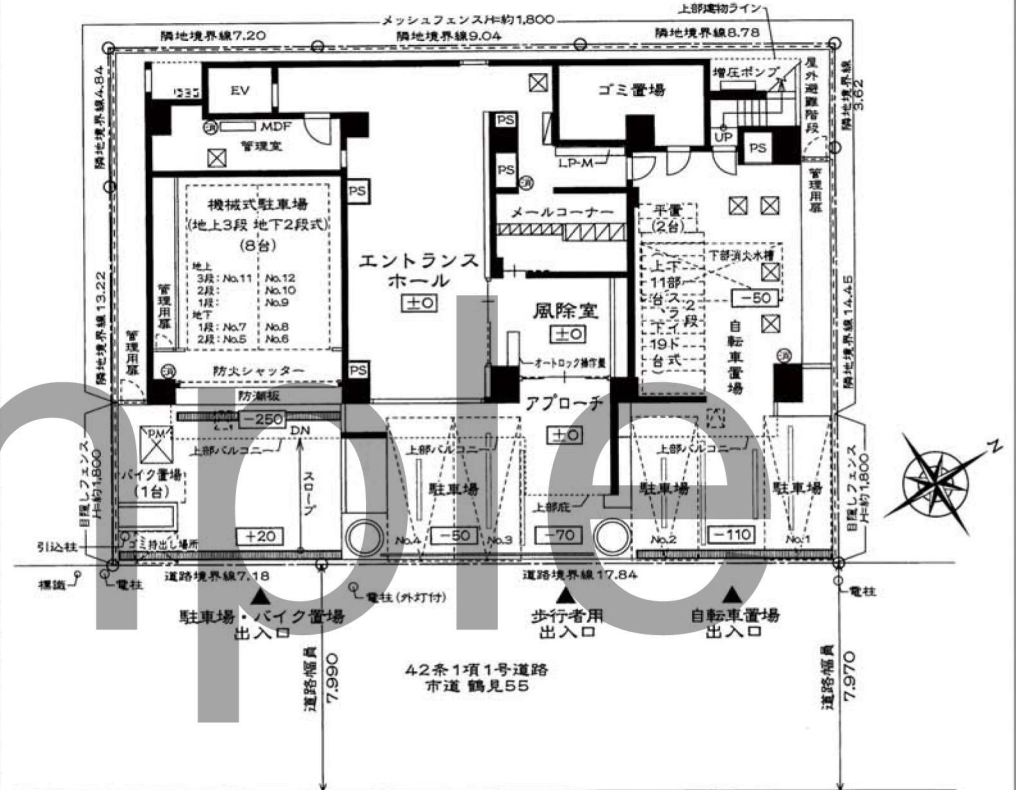 上部建物ライン
メッシュフェンスH=約1,800
隣地境界線7.20
隣地境界線9.04
隣地境界線8.78
隣地境界線4.84
隣地境界線
3.62
屋外避難階段
増圧ポンプ
ゴミ置場
EV
MDF
消
管理室
PS
LP-M
UP
PS
PS
消
PS
管理用扉
機械式駐車場
(地上3段 地下2段式)
(8台)
地上
3段:No.11 No.12
2段: No.10
1段: No.9
地下
1段:No.7 No.8
2段:No.5 No.6
メールコーナー
平置
(2台)
下部消火水槽
上下2段
スライド式
11台
19台
下部
-50
エントランス
ホール
±0
風除室
±0
オートロック操作盤
自転車置場
消
隣地境界線13.22
管理用扉
管理用扉
隣地境界線14.45
消
防火シャッター
PS
防潮板
-250
DN
アプローチ
±0
PM
上部バルコニー
上部バルコニー
上部バルコニー
バイク置場
(1台)
スロープ
駐車場
駐車場
駐車場
目隠しフェンス
H=約1,800
目隠しフェンス
H=約1,800
上部庇
ゴミ持出し場所
引込柱
+20
No.4
-50
No.3
-70
No.2
-110
No.1
標識
電柱
道路境界線7.18
電柱(外灯付)
道路境界線17.84
電柱
駐車場・バイク置場
出入口
歩行者用
出入口
自転車置場
出入口
道路幅員
7.990
42条1項1号道路
市道 鶴見55
道路幅員
7.970
N
mple